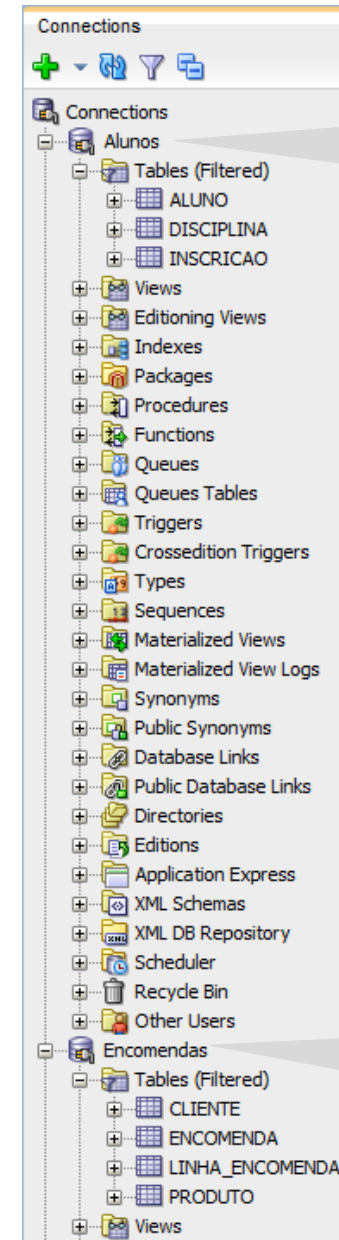 Connections
Connections
Alunos
Tables (Filtered)
ALUNO
DISCIPLINA
INSCRICAO
Views
Editioning Views
Indexes
Packages
Procedures
Functions
Queues
Queues Tables
Triggers
Crossedition Triggers
Types
Sequences
Materialized Views
Materialized View Logs
Synonyms
Public Synonyms
Database Links
Public Database Links
Directories
Editions
Application Express
XML Schemas
XML DB Repository
Scheduler
Recycle Bin
Other Users
Encomendas
Tables (Filtered)
CLIENTE
ENCOMENDA
LINHA_ENCOMENDA
PRODUTO
Views